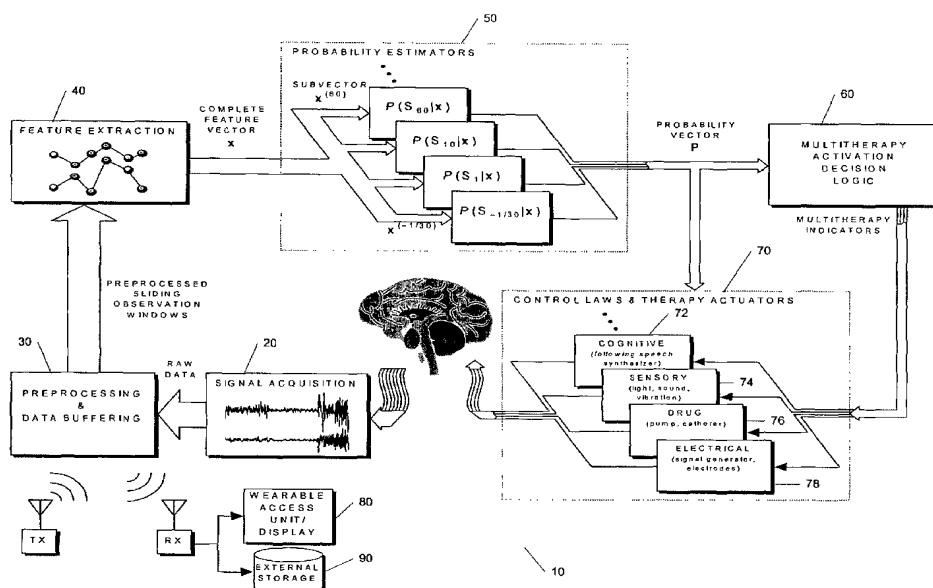 50
PROBABILITY ESTIMATORS
40
FEATURE EXTRACTION
COMPLETE
FEATURE
VECTOR
x
SUBVECTOR
x(60)
P(S60|x)
P(S10|x)
P(S1|x)
P(S-1/30|x)
x(-1/30)
PROBABILITY
VECTOR
P
60
MULTITHERAPY
ACTIVATION
DECISION
LOGIC
MULTITHERAPY
INDICATORS
70
CONTROL LAWS & THERAPY ACTUATORS
72
COGNITIVE
(following speech
synthesizer)
SENSORY
(light, sound,
vibration)
74
DRUG
(pump, catheter)
76
ELECTRICAL
(signal generator,
electrodes)
78
PREPROCESSED
SLIDING
OBSERVATION
WINDOWS
30
PREPROCESSING
&
DATA BUFFERING
RAW
DATA
20
SIGNAL ACQUISITION
TX
RX
WEARABLE
ACCESS
UNIT/
DISPLAY
80
EXTERNAL
STORAGE
90
10